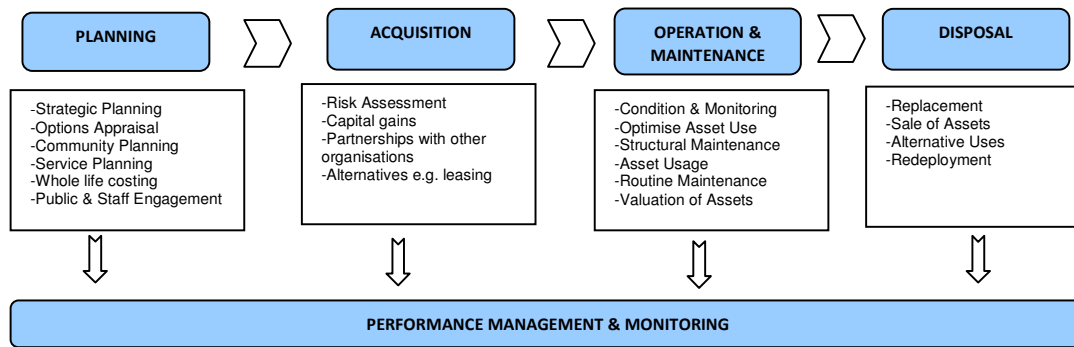 PLANNING
ACQUISITION
OPERATION &
MAINTENANCE
DISPOSAL
-Strategic Planning
-Options Appraisal
-Community Planning
-Service Planning
-Whole life costing
-Public & Staff Engagement
-Risk Assessment
-Capital gains
-Partnerships with other
organisations
-Alternatives e.g. leasing
-Condition & Monitoring
-Optimise Asset Use
-Structural Maintenance
-Asset Usage
-Routine Maintenance
-Valuation of Assets
-Replacement
-Sale of Assets
-Alternative Uses
-Redeployment
PERFORMANCE MANAGEMENT & MONITORING